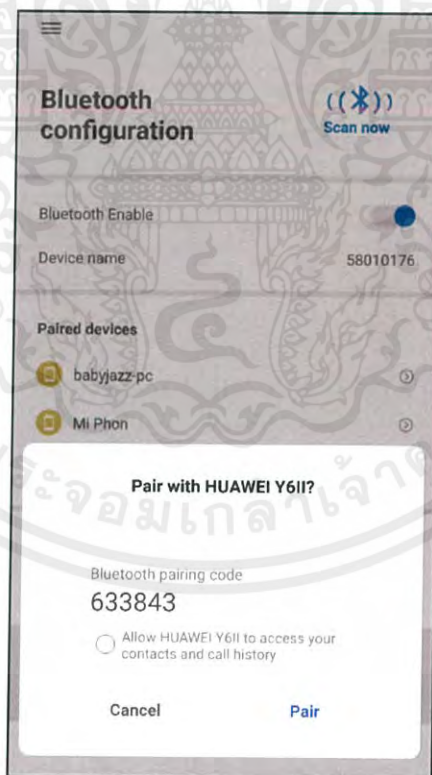 Bluetooth
configuration
Scan now
Bluetooth Enable
Device name 58010176
Paired devices
babyjazz-pc
Mi Phon
Pair with HUAWEI Y6II?
Bluetooth pairing code
633843
Allow HUAWEI Y6II to access your
contacts and call history
Cancel Pair